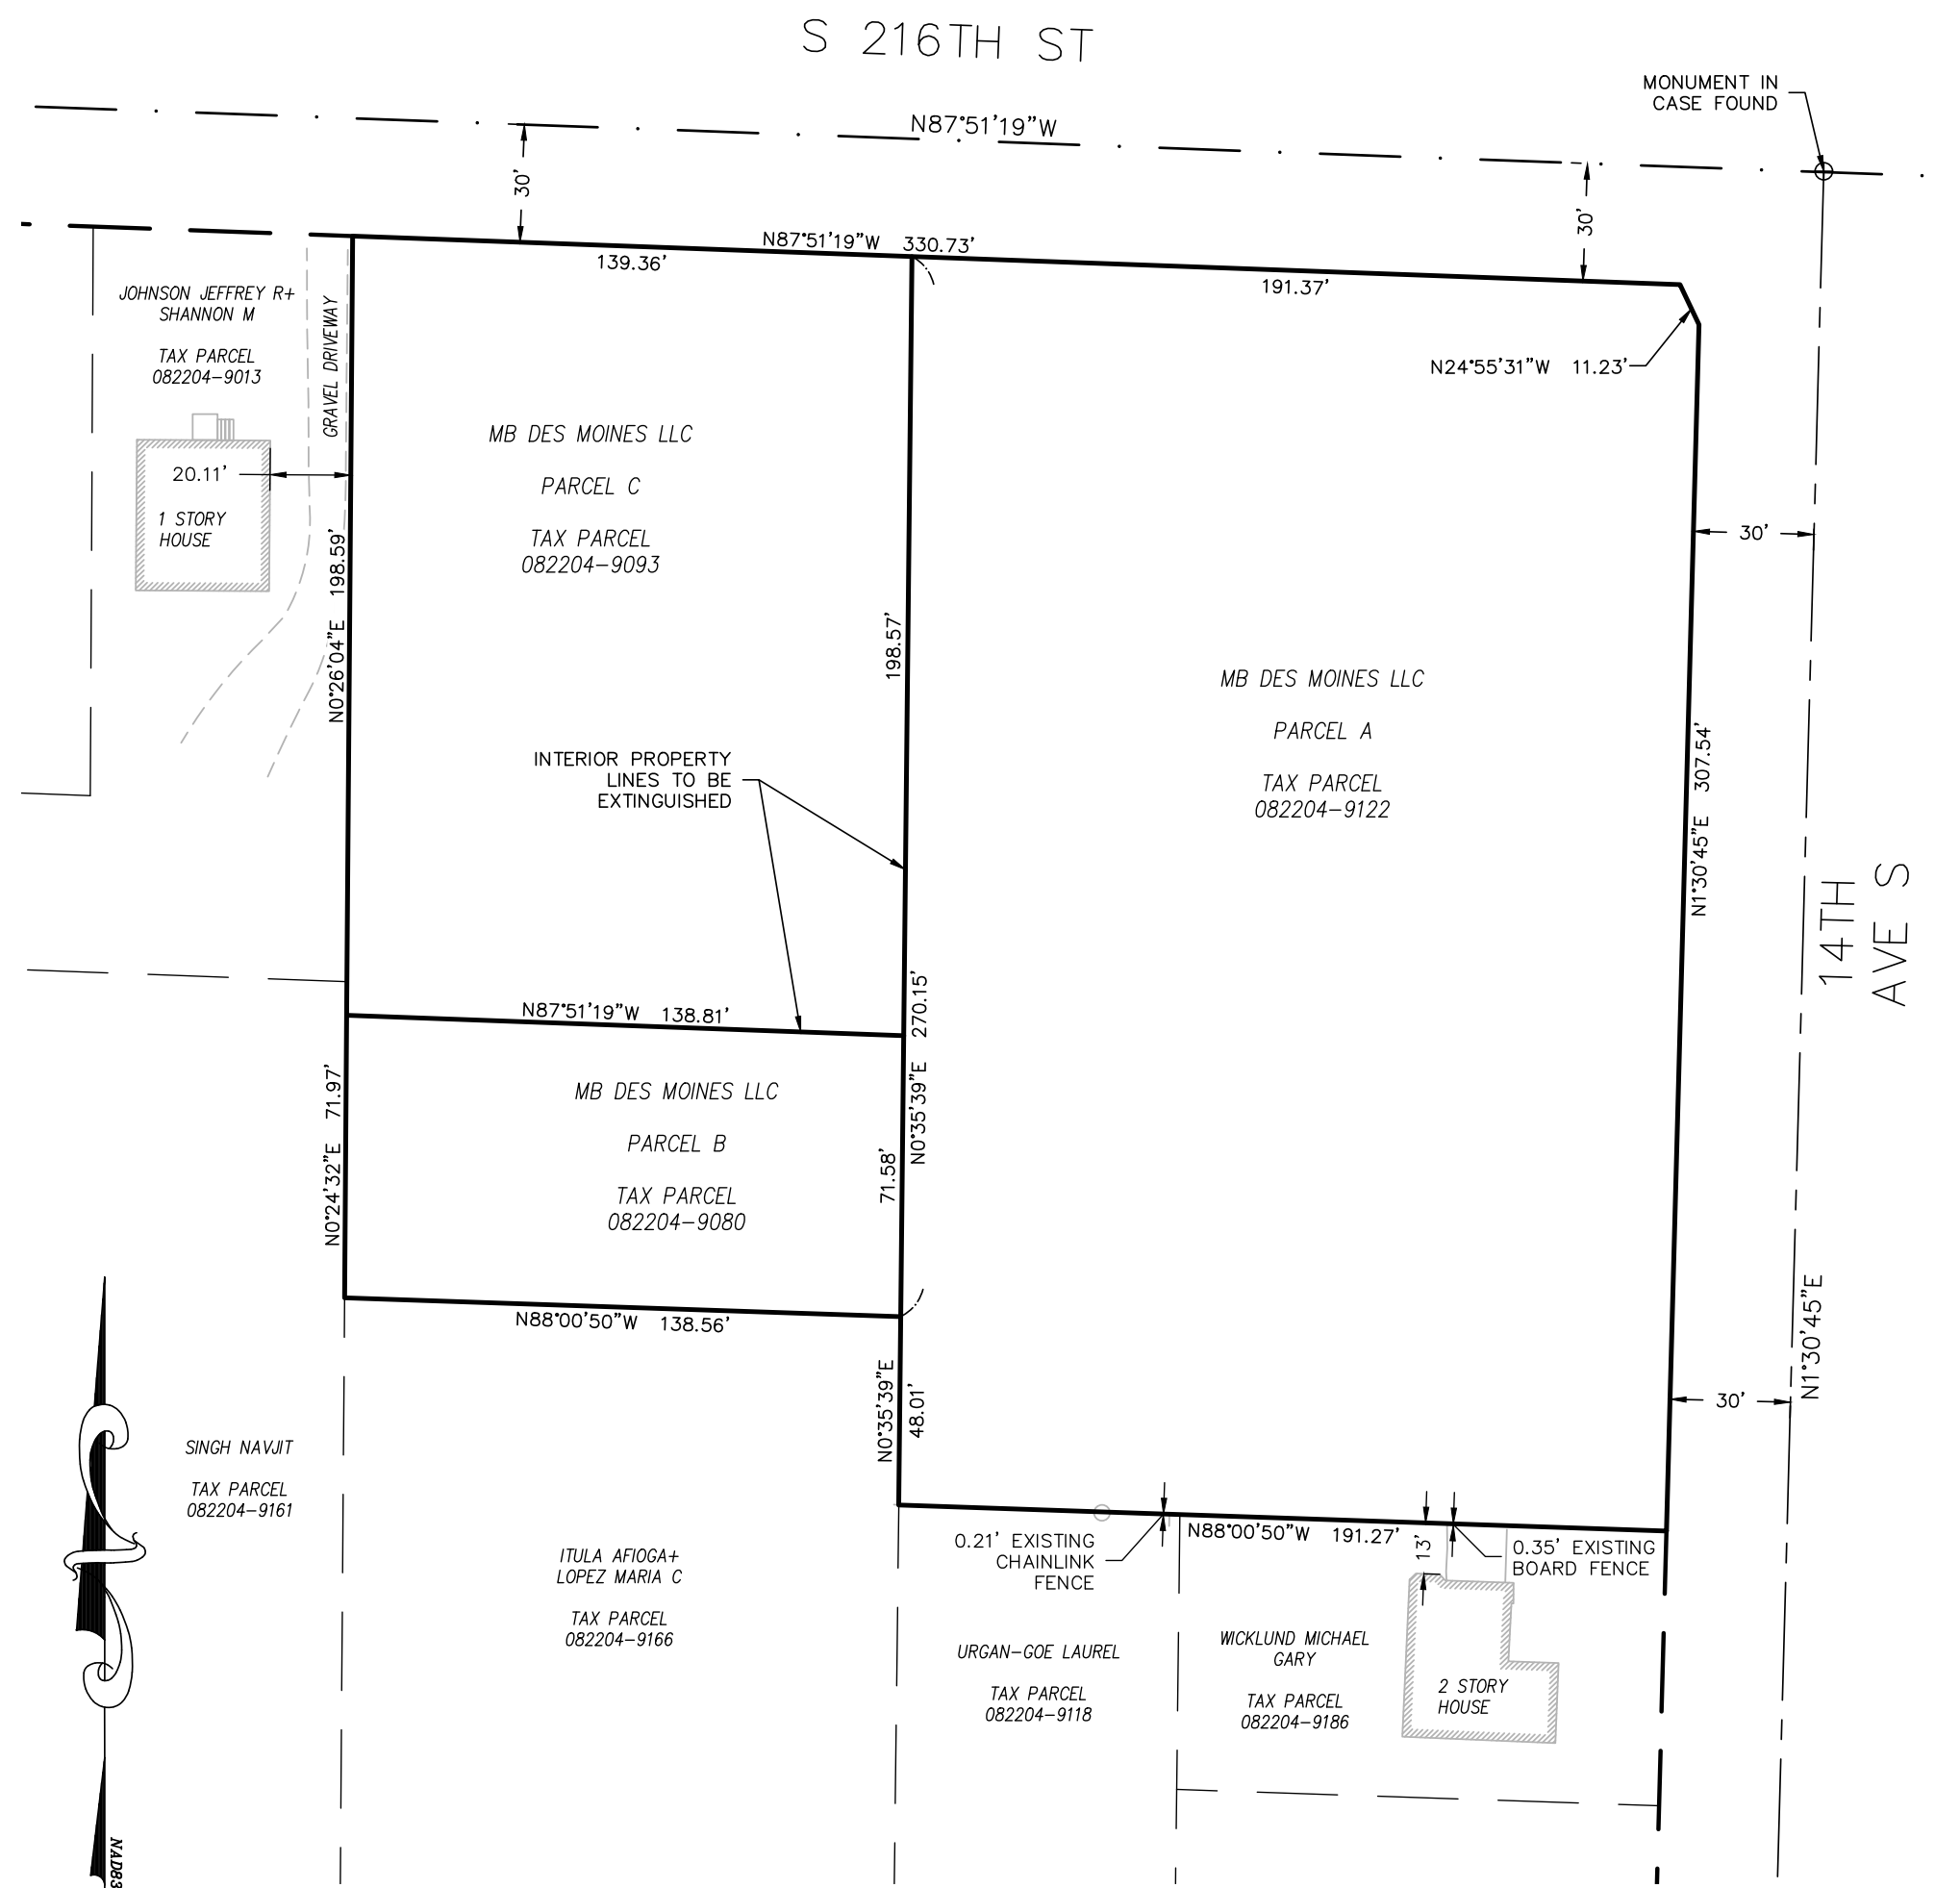 S 216TH ST
MONUMENT IN
CASE FOUND
N87°51'19"W
30'
30'
N87°51'19"W 330.73'
139.36'
191.37'
JOHNSON JEFFREY R+
SHANNON M
TAX PARCEL
082204-9013
GRAVEL DRIVEWAY
N24°55'31"W 11.23'
20.11'
1 STORY
HOUSE
MB DES MOINES LLC
PARCEL C
TAX PARCEL
082204-9093
N0°26'04"E 198.59'
198.57'
30'
MB DES MOINES LLC
PARCEL A
TAX PARCEL
082204-9122
INTERIOR PROPERTY
LINES TO BE
EXTINGUISHED
N1°30'45"E 307.54'
14TH
AVE S
N87°51'19"W 138.81'
N0°35'39"E 270.15'
N0°24'32"E 71.97'
MB DES MOINES LLC
PARCEL B
TAX PARCEL
082204-9080
71.58'
N88°00'50"W 138.56'
N0°35'39"E
48.01'
N1°30'45"E
30'
SINGH NAVJIT
TAX PARCEL
082204-9161
ITULA AFIOGA+
LOPEZ MARIA C
TAX PARCEL
082204-9166
0.21' EXISTING
CHAINLINK
FENCE
N88°00'50"W 191.27'
13'
0.35' EXISTING
BOARD FENCE
URGAN-GOE LAUREL
TAX PARCEL
082204-9118
WICKLUND MICHAEL
GARY
TAX PARCEL
082204-9186
2 STORY
HOUSE
NAD83